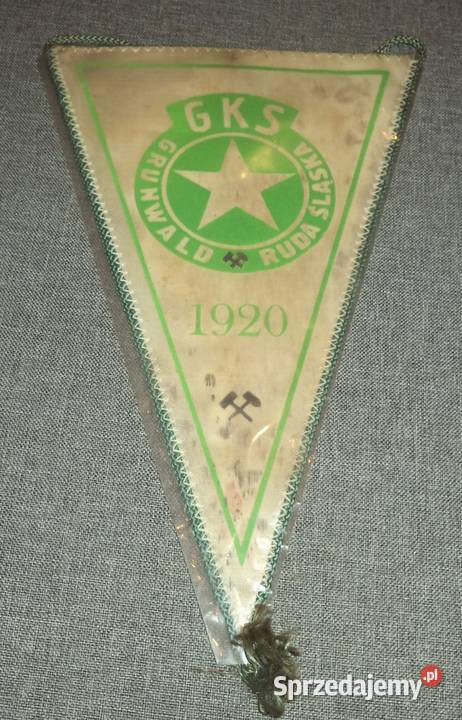 GKS
GRUNWALD RUDA ŚLĄSKA
1920
Sprzedajemy.pl